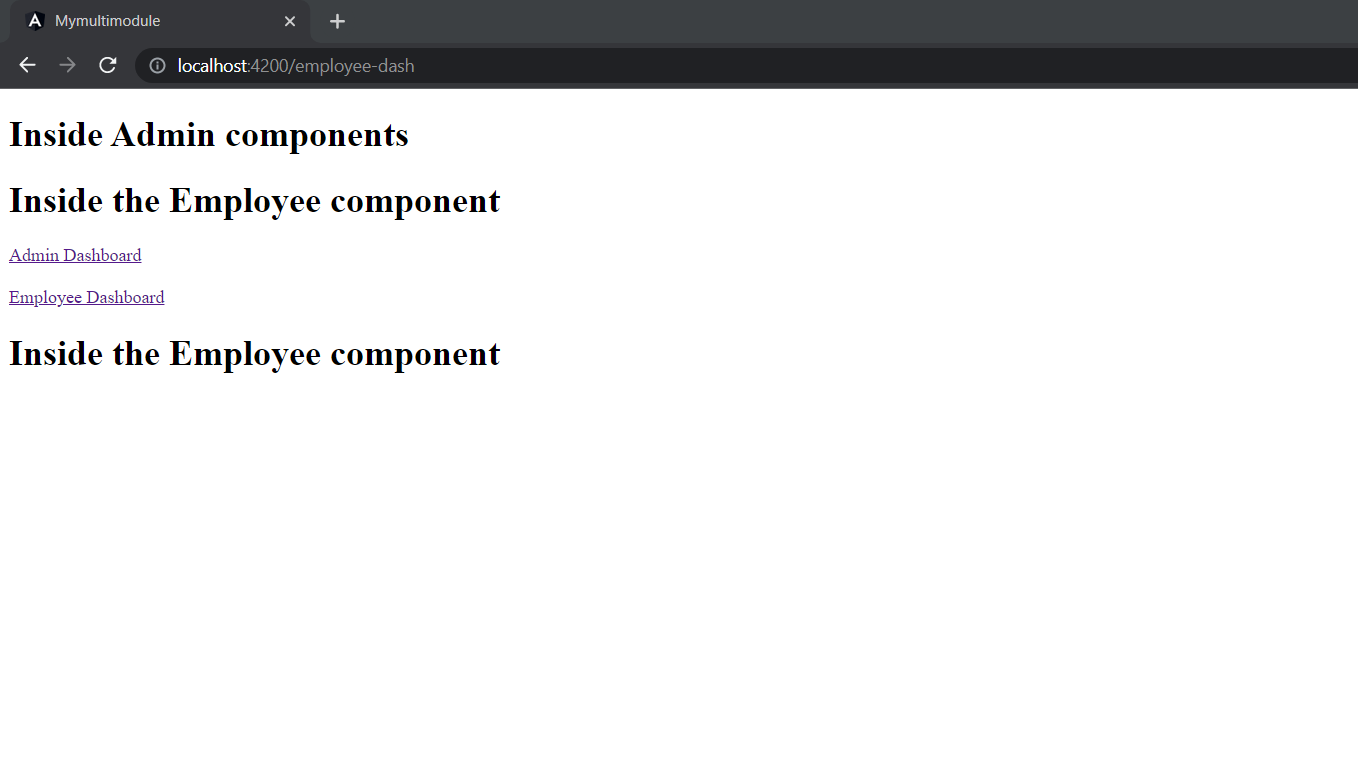 Mymultimodule
localhost:4200/employee-dash
Inside Admin components
Inside the Employee component
Admin Dashboard
Employee Dashboard
Inside the Employee component